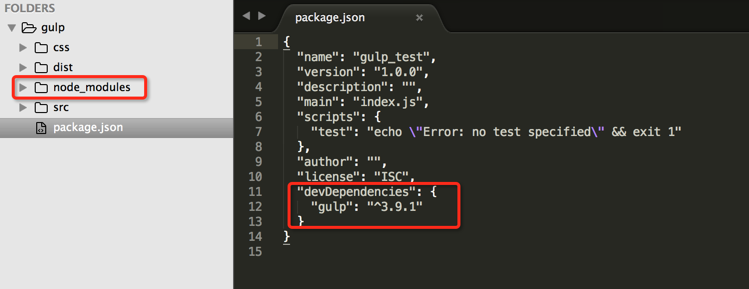 FOLDERS
gulp
css
dist
node_modules
src
package.json
package.json ×
1 {
2 "name": "gulp_test",
3 "version": "1.0.0",
4 "description": "",
5 "main": "index.js",
6 "scripts": {
7 "test": "echo \"Error: no test specified\" && exit 1"
8 },
9 "author": "",
10 "license": "ISC",
11 "devDependencies": {
12 "gulp": "^3.9.1"
13 }
14 }
15